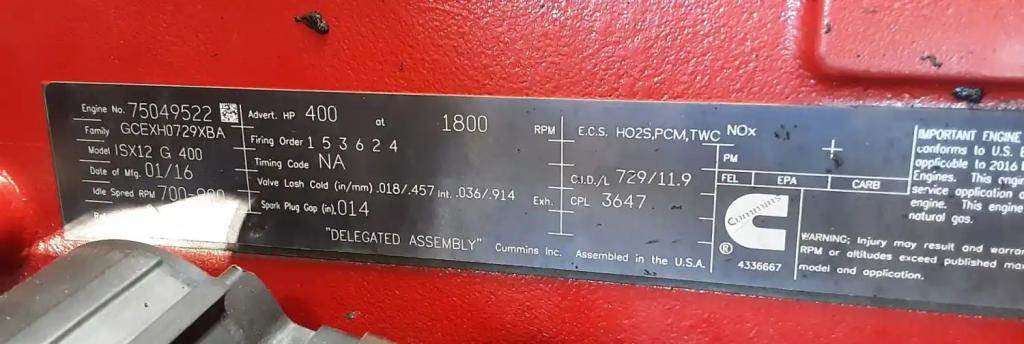 Engine No. 75049522
Family GCEXH0729XBA
Model ISX12 G 400
Date of Mfg. 01/16
Idle Speed RPM 700-
Advert. HP 400 at 1800 RPM
Firing Order 1 5 3 6 2 4
Timing Code NA
Valve Lash Cold (in/mm) .018/.457 Int. .036/.914 Exh.
Spark Plug Gap (in).014
"DELEGATED ASSEMBLY" Cummins Inc. Assembled in the U.S.A.
E.C.S. HO2S,PCM,TWC
C.I.D./L 729/11.9
CPL 3647
NOx
PM
FEL EPA CARB
Cummins
®
4336667
IMPORTANT ENGINE
conforms to U.S.
applicable to 2016
Engines. This
service application
engine. This engine
natural gas.
WARNING: Injury may result and
RPM or altitudes exceed published
model and application.